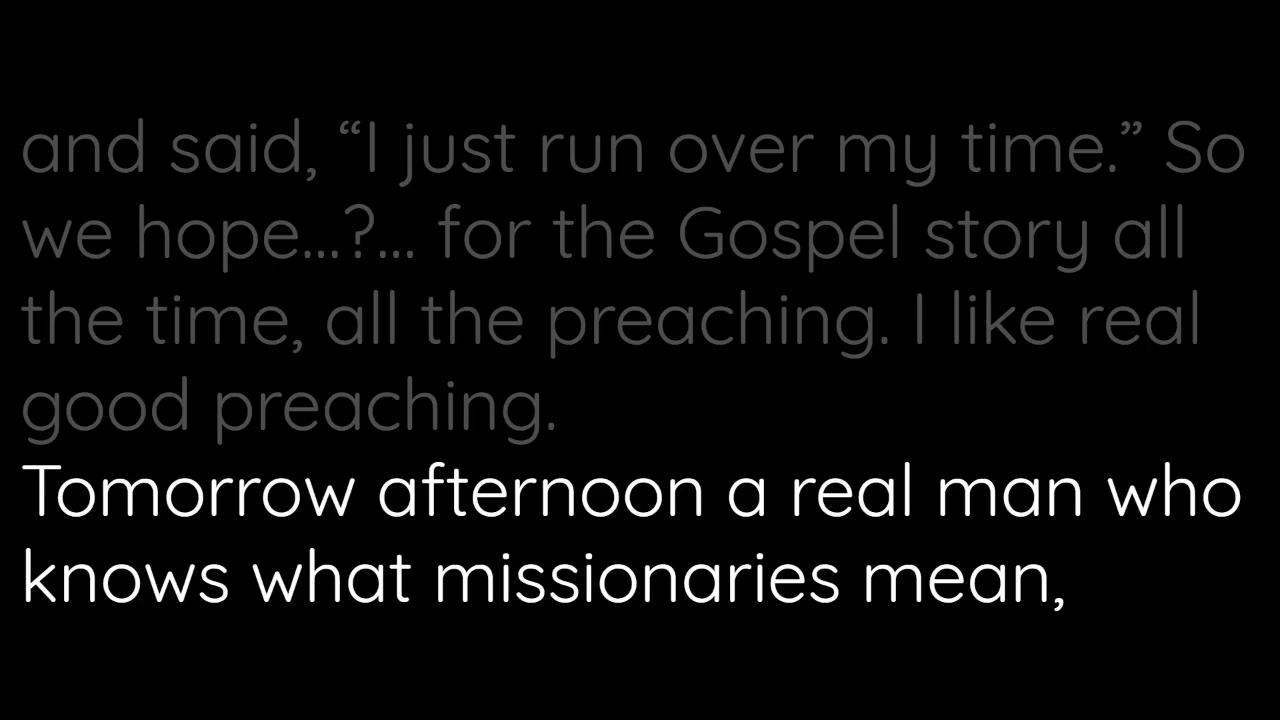 and said, “I just run over my time.” So
we hope...?... for the Gospel story all
the time, all the preaching. I like real
good preaching.
Tomorrow afternoon a real man who
knows what missionaries mean,